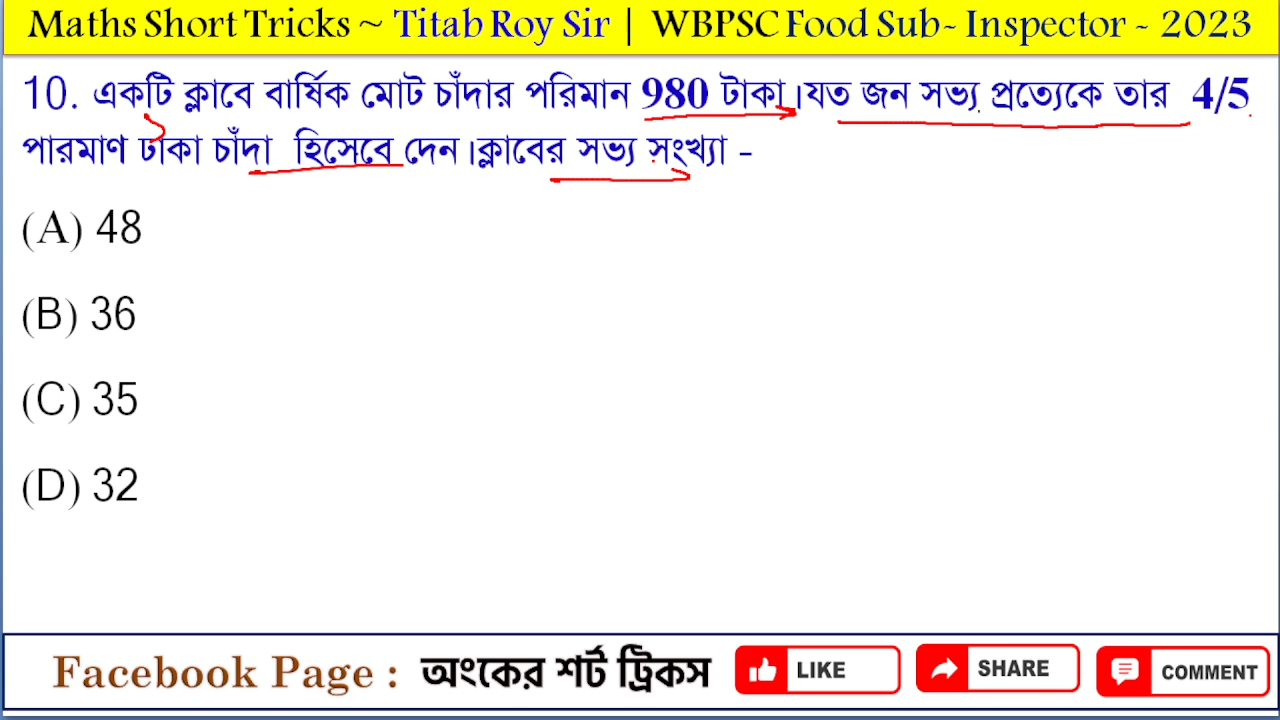 Maths Short Tricks ~ Titab Roy Sir | WBPSC Food Sub- Inspector - 2023
10. একটি ক্লাবে বার্ষিক মোট চাঁদার পরিমান 980 টাকা।যত জন সভ্য প্রত্যেকে তার 4/5
পারমাণ টাকা চাঁদা হিসেবে দেন।ক্লাবের সভ্য সংখ্যা -
(A) 48
(B) 36
(C) 35
(D) 32
Facebook Page : অংকের শর্ট ট্রিকস LIKE SHARE COMMENT